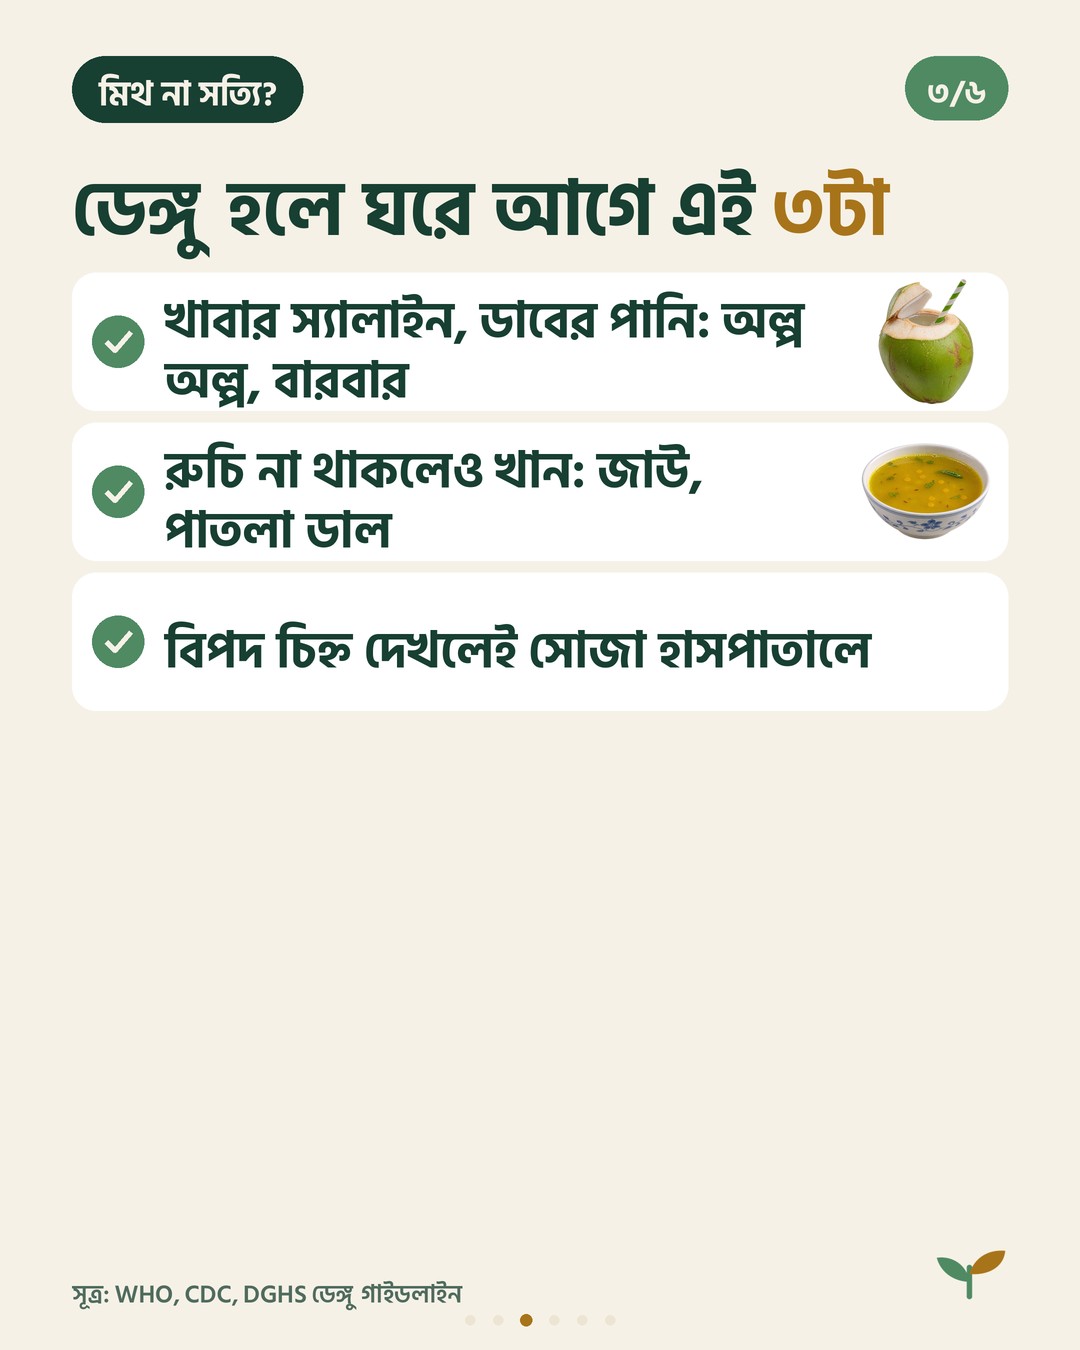 মিথ না সত্যি?
৩/৬
ডেঙ্গু হলে ঘরে আগে এই ৩টা
খাবার স্যালাইন, ডাবের পানি: অল্প
অল্প, বারবার
রুচি না থাকলেও খান: জাউ,
পাতলা ডাল
বিপদ চিহ্ন দেখলেই সোজা হাসপাতালে
সূত্র: WHO, CDC, DGHS ডেঙ্গু গাইডলাইন